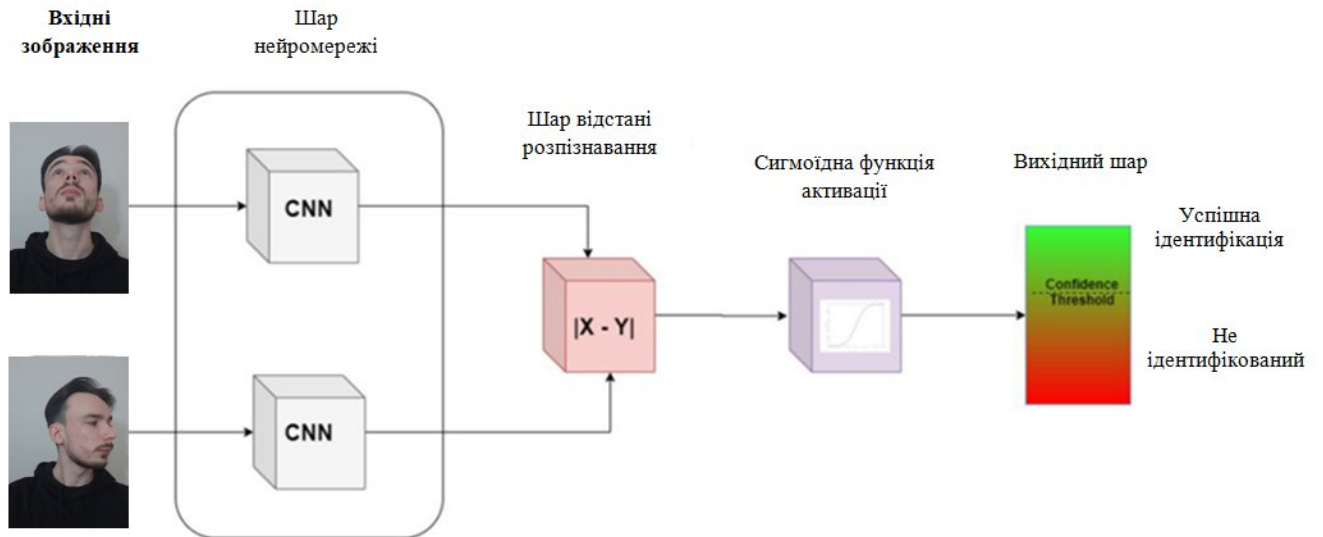 Вхідні
зображення
Шар
нейромережі
Шар відстані
розпізнавання
Сигмоїдна функція
активації
Вихідний шар
Успішна
ідентифікація
CNN
|X - Y|
Confidence
Threshold
Не
ідентифікований
CNN